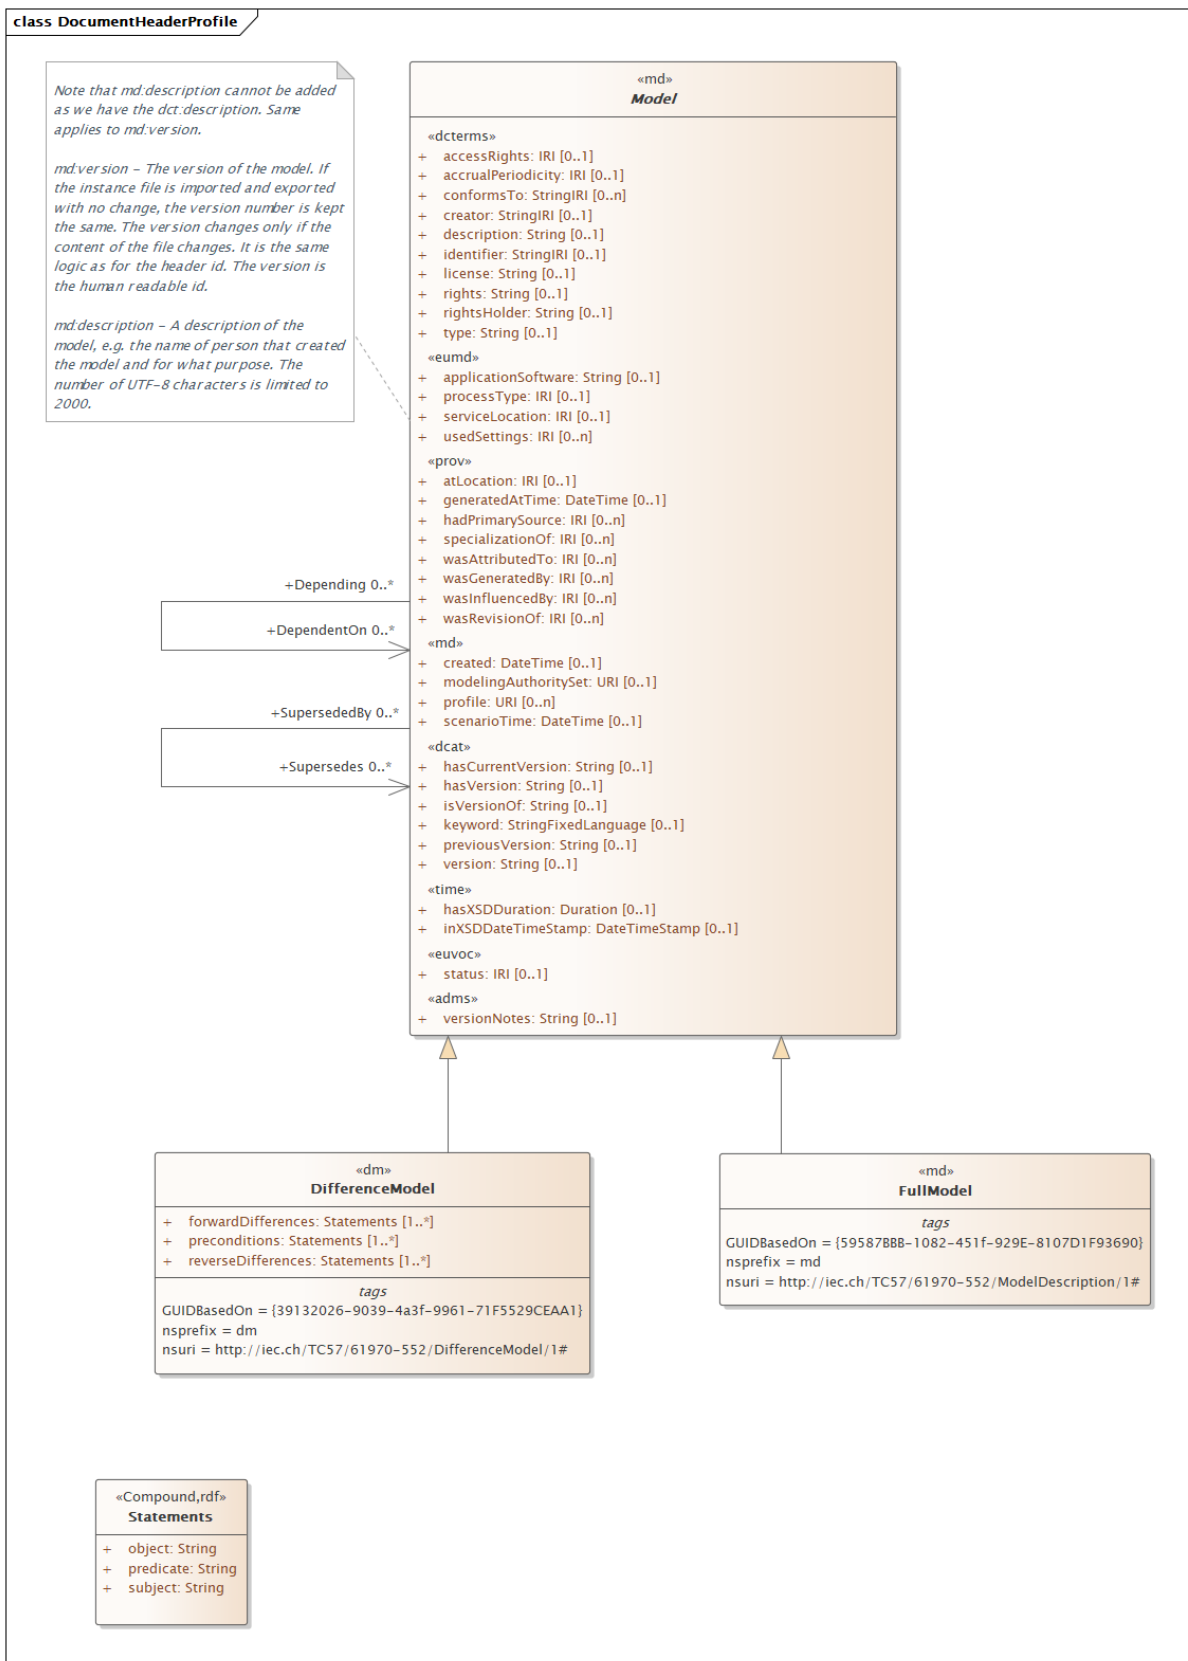 class DocumentHeaderProfile
Note that md:description cannot be added
as we have the dct:description. Same
applies to md:version.
md:version - The version of the model. If
the instance file is imported and exported
with no change, the version number is kept
the same. The version changes only if the
content of the file changes. It is the same
logic as for the header id. The version is
the human readable id.
md:description - A description of the
model, e.g. the name of person that created
the model and for what purpose. The
number of UTF-8 characters is limited to
2000.
«md»
Model
«dcterms»
+ accessRights: IRI [0..1]
+ accrualPeriodicity: IRI [0..1]
+ conformsTo: StringIRI [0..n]
+ creator: StringIRI [0..1]
+ description: String [0..1]
+ identifier: StringIRI [0..1]
+ license: String [0..1]
+ rights: String [0..1]
+ rightsHolder: String [0..1]
+ type: String [0..1]
«eumd»
+ applicationSoftware: String [0..1]
+ processType: IRI [0..1]
+ serviceLocation: IRI [0..1]
+ usedSettings: IRI [0..n]
«prov»
+ atLocation: IRI [0..1]
+ generatedAtTime: DateTime [0..1]
+ hadPrimarySource: IRI [0..n]
+ specializationOf: IRI [0..n]
+ wasAttributedTo: IRI [0..n]
+ wasGeneratedBy: IRI [0..n]
+ wasInfluencedBy: IRI [0..n]
+ wasRevisionOf: IRI [0..n]
«md»
+ created: DateTime [0..1]
+ modelingAuthoritySet: URI [0..1]
+ profile: URI [0..n]
+ scenarioTime: DateTime [0..1]
«dcat»
+ hasCurrentVersion: String [0..1]
+ hasVersion: String [0..1]
+ isVersionOf: String [0..1]
+ keyword: StringFixedLanguage [0..1]
+ previousVersion: String [0..1]
+ version: String [0..1]
«time»
+ hasXSDDuration: Duration [0..1]
+ inXSDDateTimeStamp: DateTimeStamp [0..1]
«euvoc»
+ status: IRI [0..1]
«adms»
+ versionNotes: String [0..1]
+Depending 0..*
+DependentOn 0..*
+SupersededBy 0..*
+Supersedes 0..*
«dm»
DifferenceModel
+ forwardDifferences: Statements [1..*]
+ preconditions: Statements [1..*]
+ reverseDifferences: Statements [1..*]
tags
GUIDBasedOn = {39132026-9039-4a3f-9961-71F5529CEAA1}
nsprefix = dm
nsuri = http://iec.ch/TC57/61970-552/DifferenceModel/1#
«md»
FullModel
tags
GUIDBasedOn = {59587BBB-1082-451f-929E-8107D1F93690}
nsprefix = md
nsuri = http://iec.ch/TC57/61970-552/ModelDescription/1#
«Compound,rdf»
Statements
+ object: String
+ predicate: String
+ subject: String